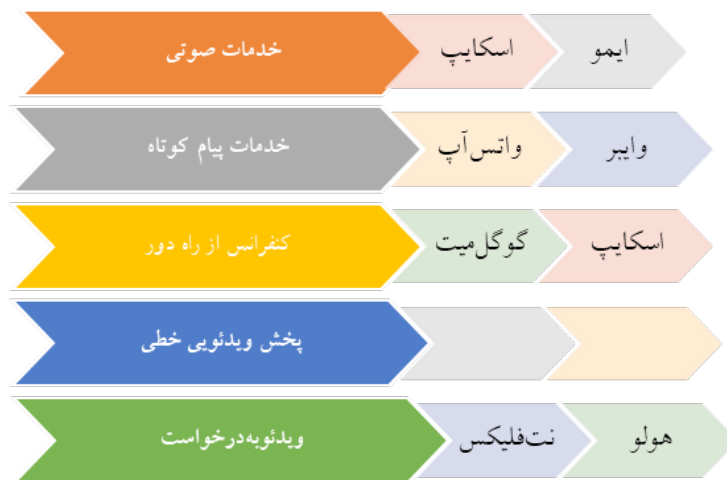 خدمات صوتی اسکایپ ایمو
خدمات پیام کوتاه واتس‌آپ وایبر
کنفرانس از راه دور گوگل‌میت اسکایپ
پخش ویدئویی خطی
ویدئوبه‌درخواست نت‌فلیکس هولو